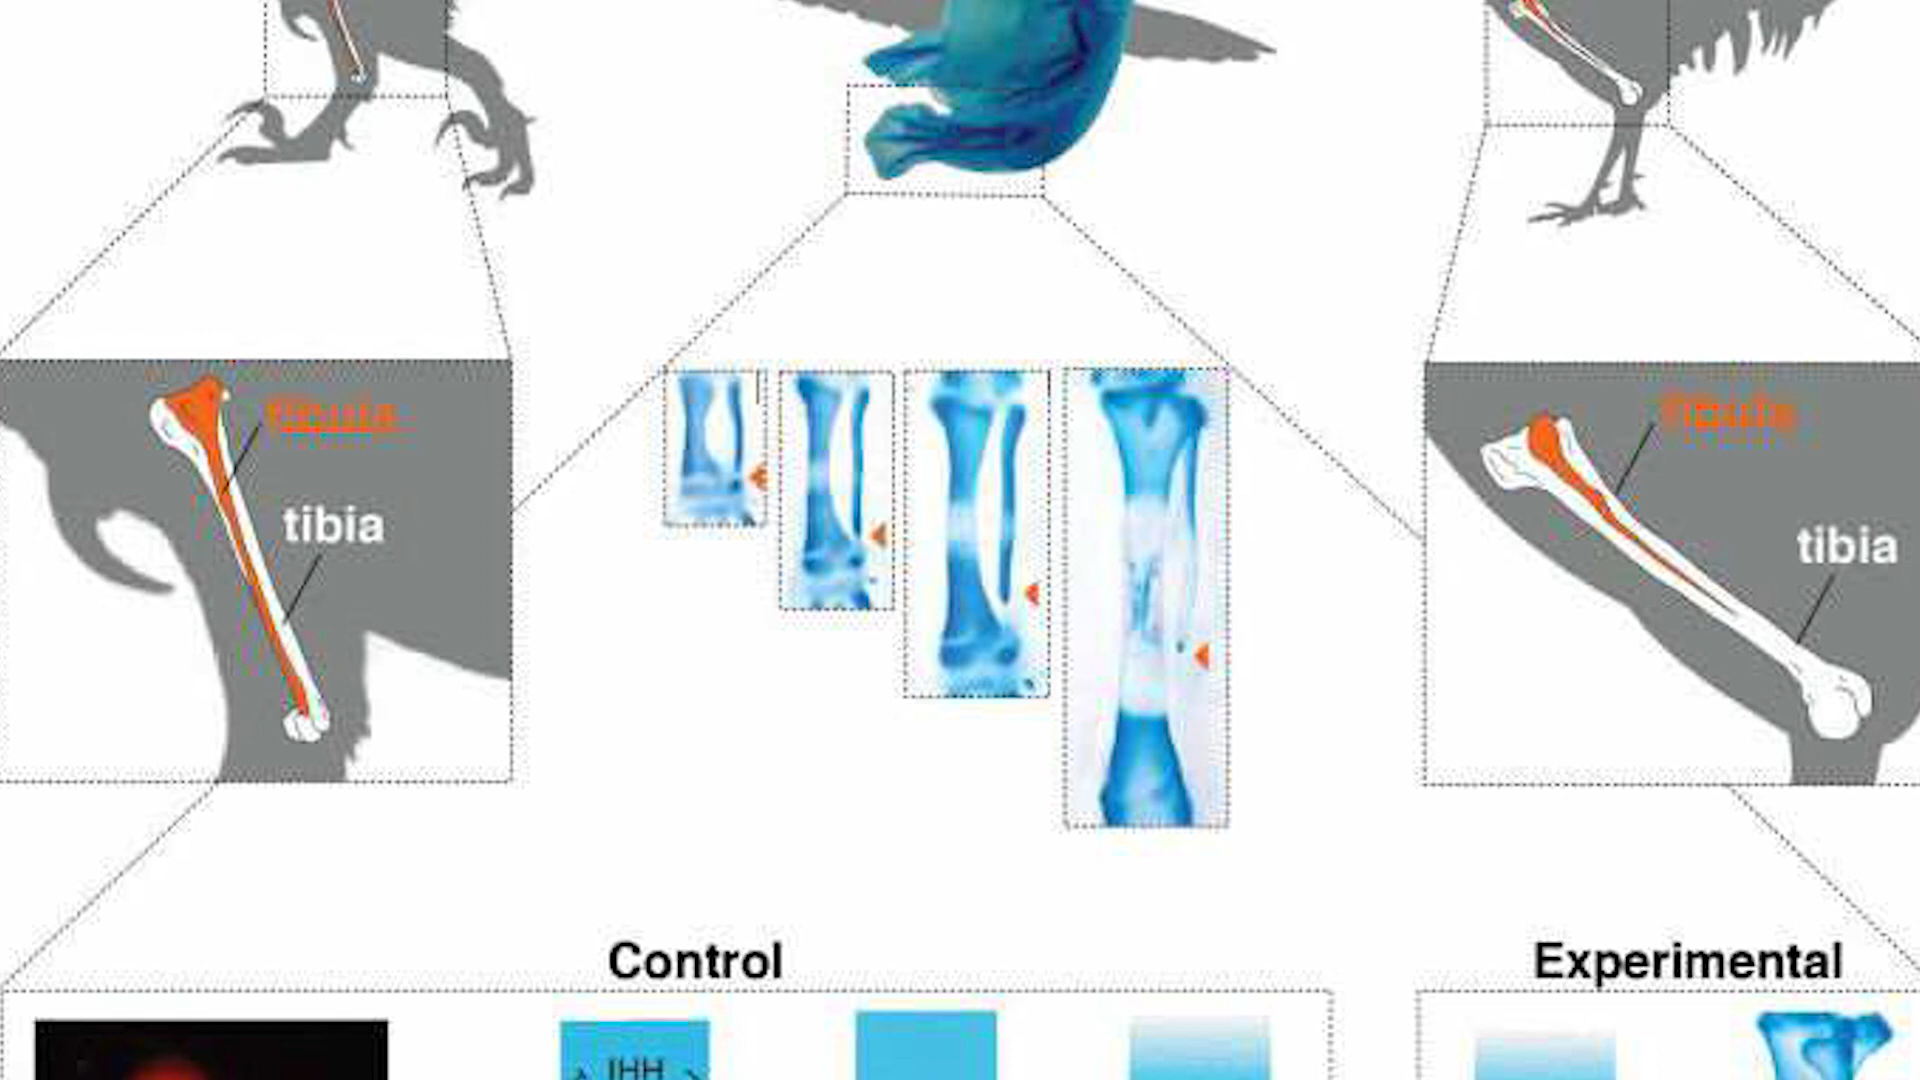 fibula
fibula
tibia
tibia
Control
Experimental
IHH